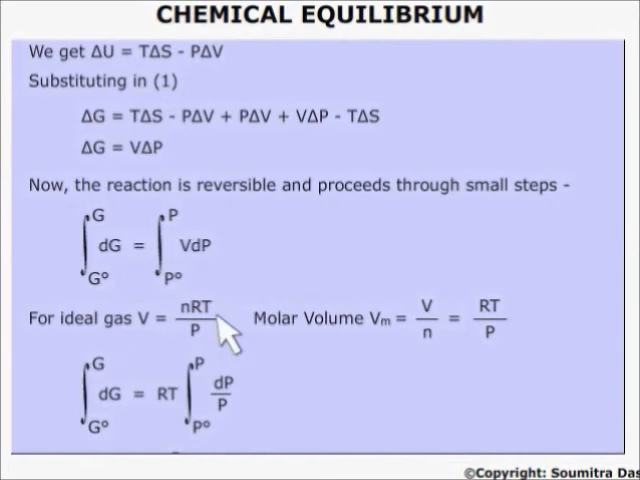 CHEMICAL EQUILIBRIUM
We get ΔU = TΔS - PΔV
Substituting in (1)
ΔG = TΔS - PΔV + PΔV + VΔP - TΔS
ΔG = VΔP
Now, the reaction is reversible and proceeds through small steps -
∫_{G°}^{G} dG = ∫_{P°}^{P} VdP
For ideal gas V = nRT/P Molar Volume Vₘ = V/n = RT/P
∫_{G°}^{G} dG = RT ∫_{P°}^{P} dP/P
©Copyright: Soumitra Das